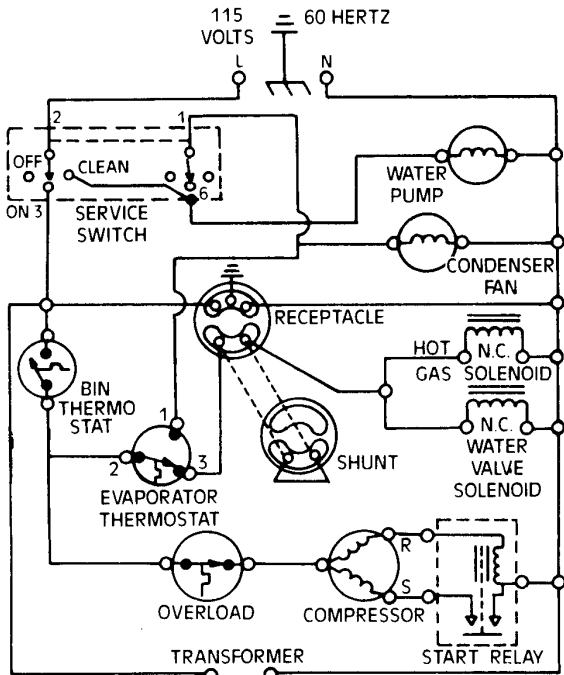 115 VOLTS
60 HERTZ
L
N
2
1
OFF
CLEAN
6
ON 3
SERVICE SWITCH
WATER PUMP
CONDENSER FAN
RECEPTACLE
HOT GAS
N.C. SOLENOID
BIN THERMO STAT
1
2
3
EVAPORATOR THERMOSTAT
SHUNT
N.C. WATER VALVE SOLENOID
R
S
OVERLOAD
COMPRESSOR
START RELAY
TRANSFORMER